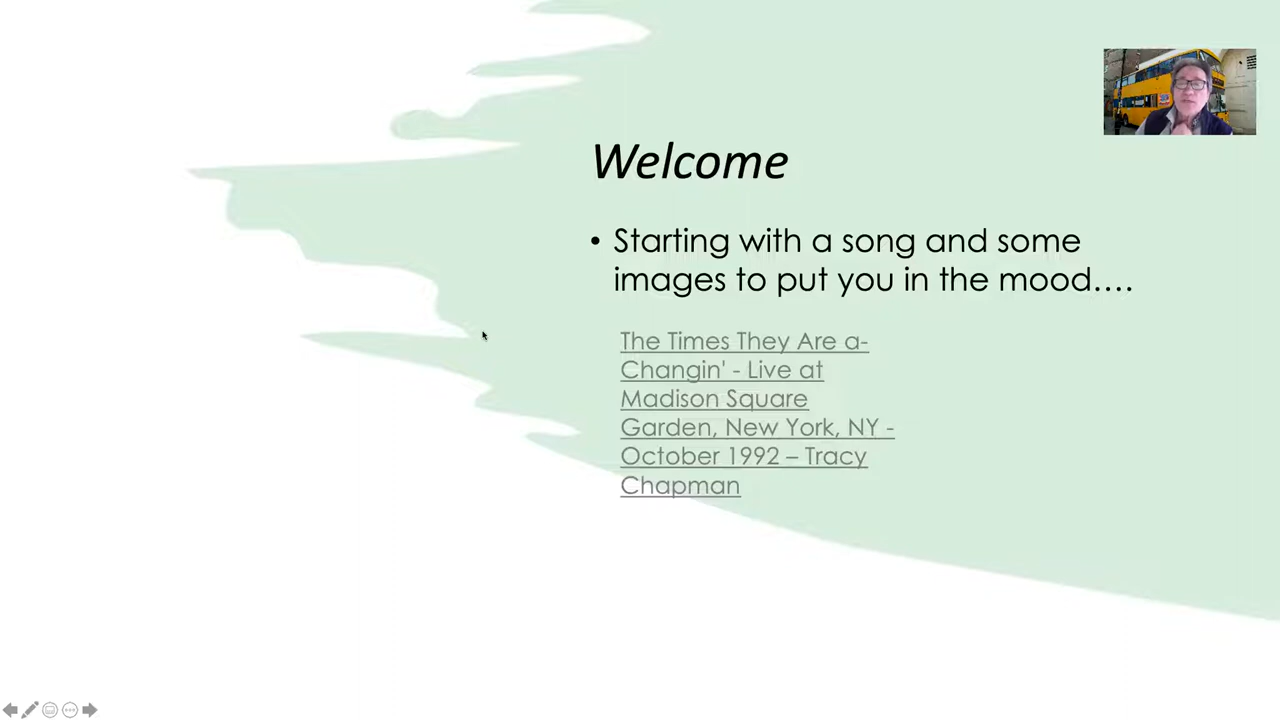 Welcome
• Starting with a song and some
images to put you in the mood....
The Times They Are a-
Changin' - Live at
Madison Square
Garden, New York, NY -
October 1992 – Tracy
Chapman